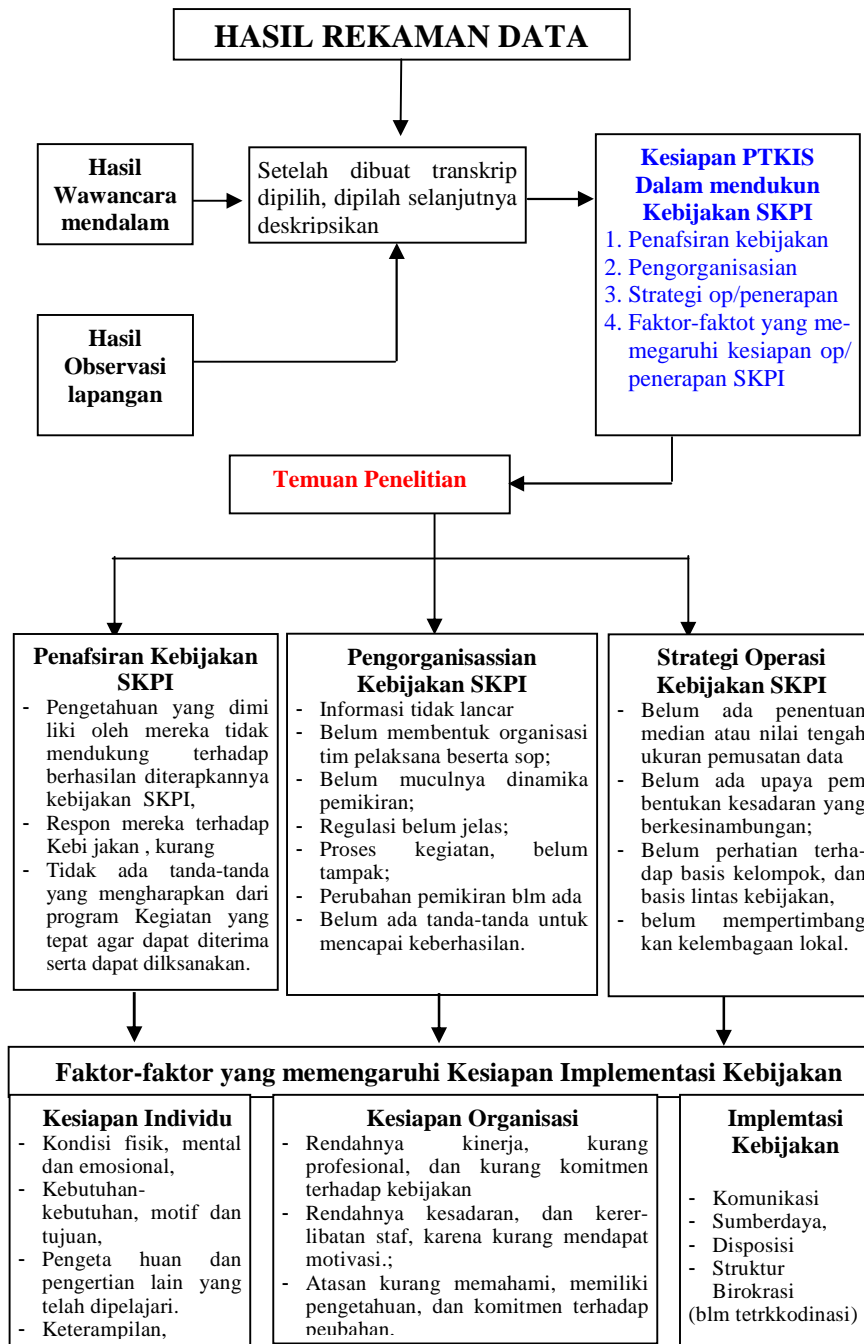 HASIL REKAMAN DATA
Hasil
Wawancara
mendalam
Setelah dibuat transkrip
dipilih, dipilah selanjutnya
deskripsikan
Kesiapan PTKIS
Dalam mendukun
Kebijakan SKPI
1. Penafsiran kebijakan
2. Pengorganisasian
3. Strategi op/penerapan
4. Faktor-faktot yang me-
megaruhi kesiapan op/
penerapan SKPI
Hasil
Observasi
lapangan
Temuan Penelitian
Penafsiran Kebijakan
SKPI
- Pengetahuan yang dimi
liki oleh mereka tidak
mendukung terhadap
berhasilan diterapkannya
kebijakan SKPI,
- Respon mereka terhadap
Kebi jakan , kurang
- Tidak ada tanda-tanda
yang mengharapkan dari
program Kegiatan yang
tepat agar dapat diterima
serta dapat dilksanakan.
Pengorganisassian
Kebijakan SKPI
- Informasi tidak lancar
- Belum membentuk organisasi
tim pelaksana beserta sop;
- Belum muculnya dinamika
pemikiran;
- Regulasi belum jelas;
- Proses kegiatan, belum
tampak;
- Perubahan pemikiran blm ada
- Belum ada tanda-tanda untuk
mencapai keberhasilan.
Strategi Operasi
Kebijakan SKPI
- Belum ada penentuan
median atau nilai tengah
ukuran pemusatan data
- Belum ada upaya pem
bentukan kesadaran yang
berkesinambungan;
- Belum perhatian terha-
dap basis kelompok, dan
basis lintas kebijakan,
- belum mempertimbang
kan kelembagaan lokal.
Faktor-faktor yang memengaruhi Kesiapan Implementasi Kebijakan
Kesiapan Individu
- Kondisi fisik, mental
dan emosional,
- Kebutuhan-
kebutuhan, motif dan
tujuan,
- Pengeta huan dan
pengertian lain yang
telah dipelajari.
- Keterampilan,
Kesiapan Organisasi
- Rendahnya kinerja, kurang
profesional, dan kurang komitmen
terhadap kebijakan
- Rendahnya kesadaran, dan kerer-
libatan staf, karena kurang mendapat
motivasi.;
- Atasan kurang memahami, memiliki
pengetahuan, dan komitmen terhadap
peubahan.
Implemtasi
Kebijakan
- Komunikasi
- Sumberdaya,
- Disposisi
- Struktur
Birokrasi
(blm tetrkkodinasi)